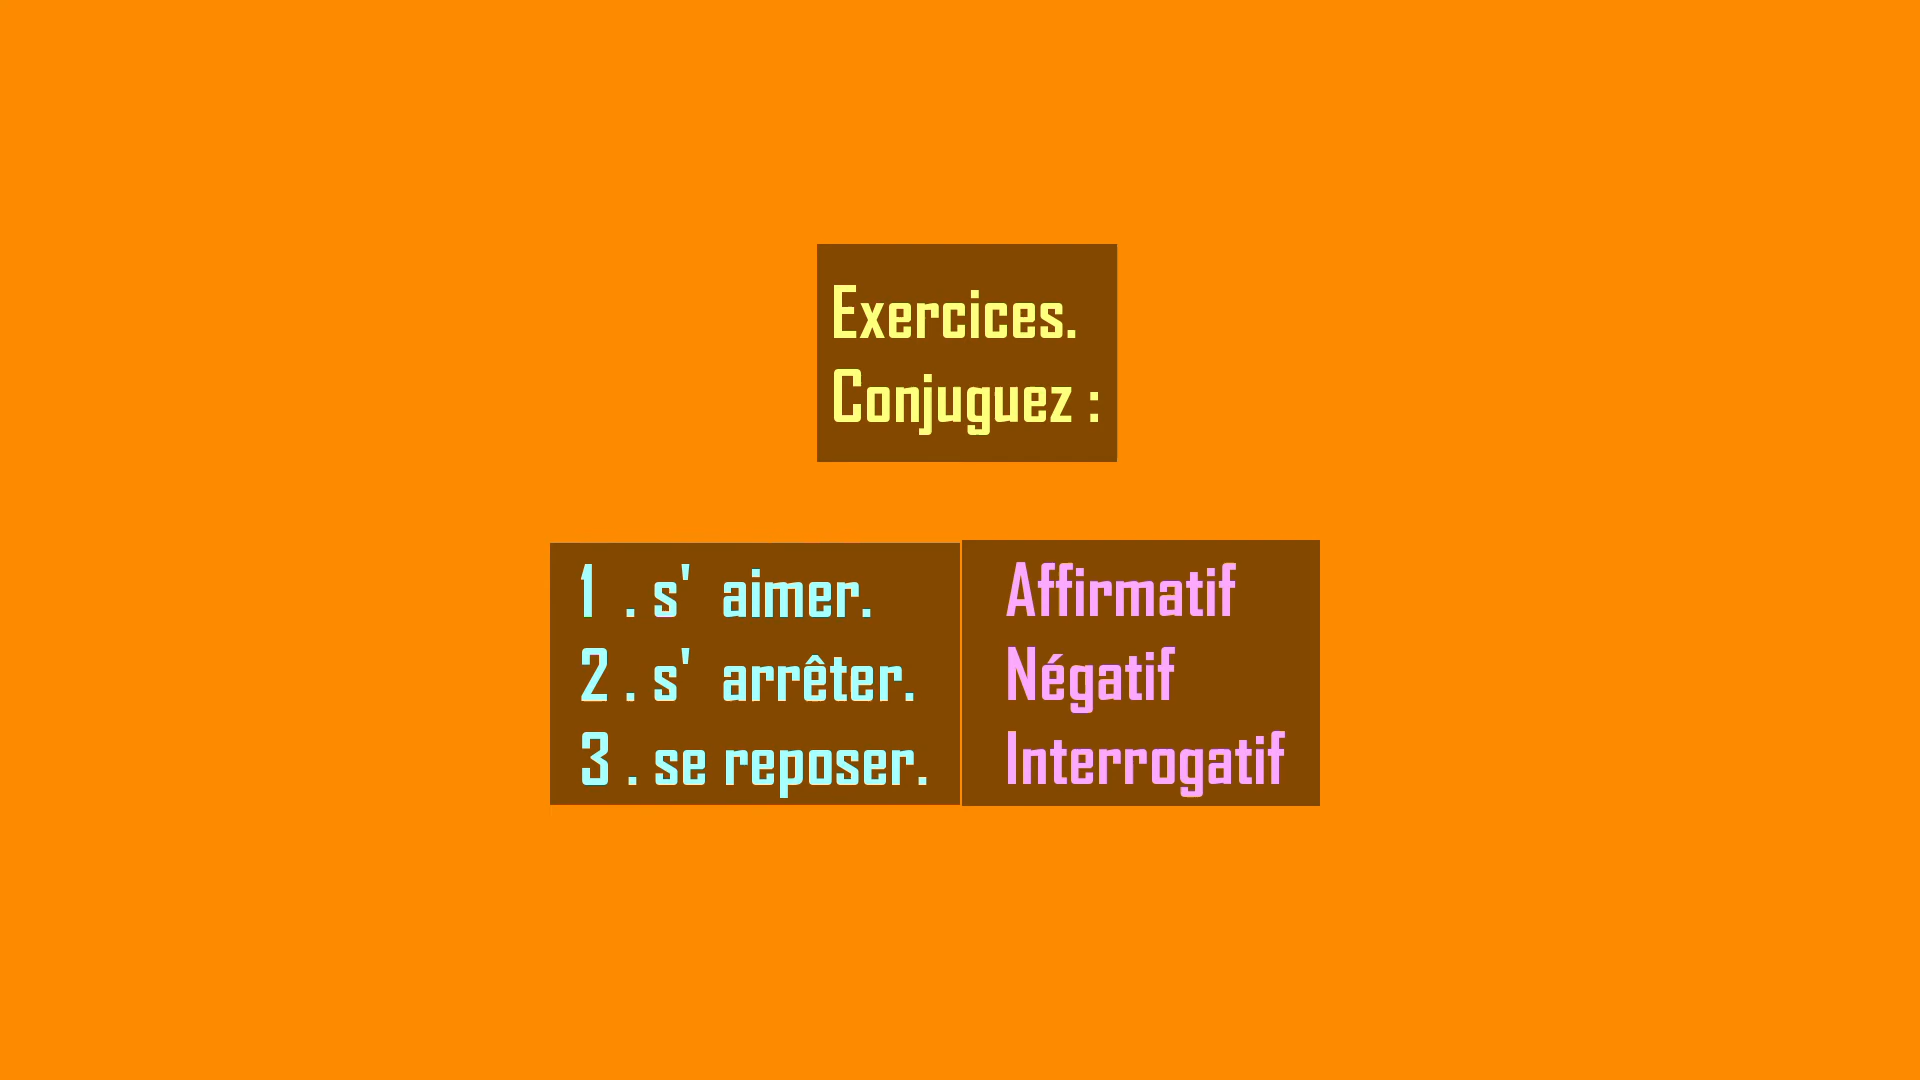 Exercices.
Conjuguez :
1 . s' aimer.
2 . s' arrêter.
3 . se reposer.
Affirmatif
Négatif
Interrogatif